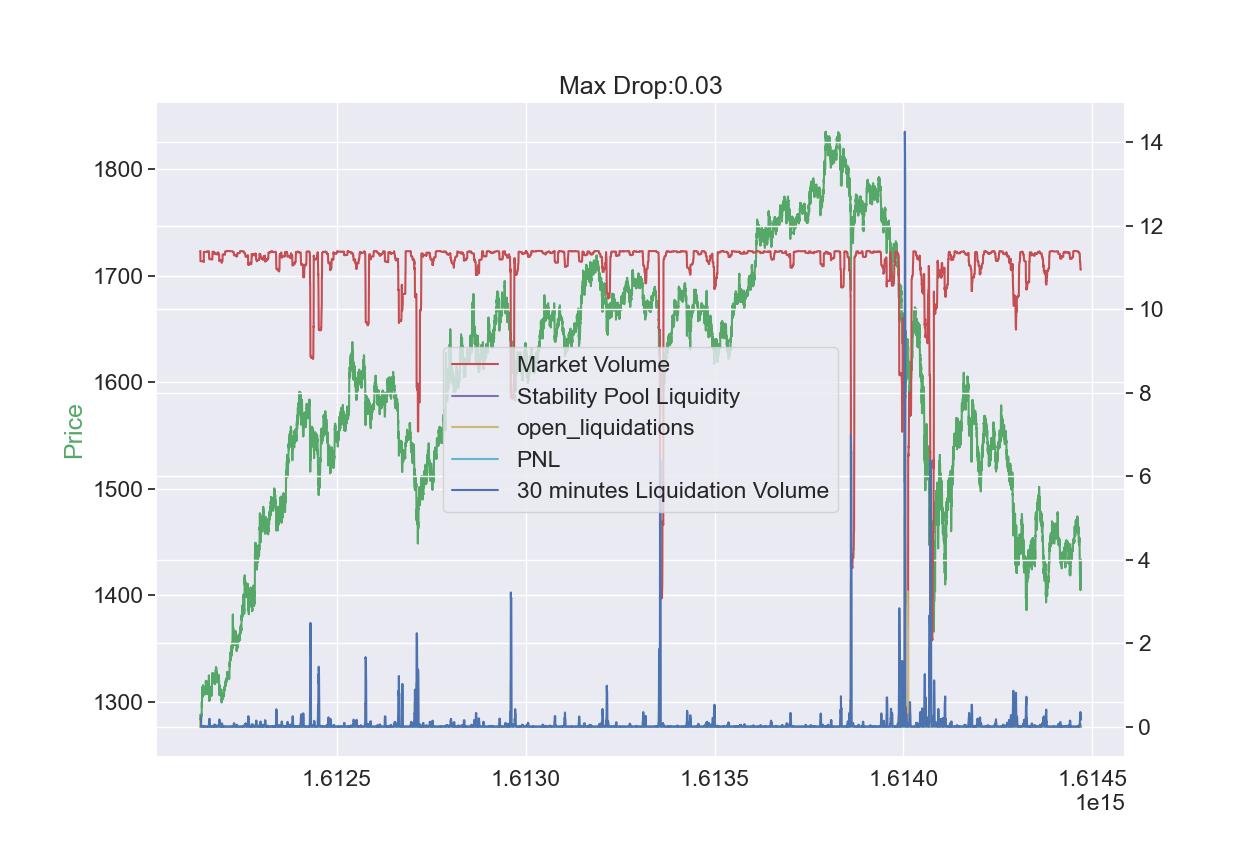 Max Drop:0.03
1800
1700
1600
1500
1400
1300
Price
14
12
10
8
6
4
2
0
Market Volume
Stability Pool Liquidity
open_liquidations
PNL
30 minutes Liquidation Volume
1.6125 1.6130 1.6135 1.6140 1.6145
1e15